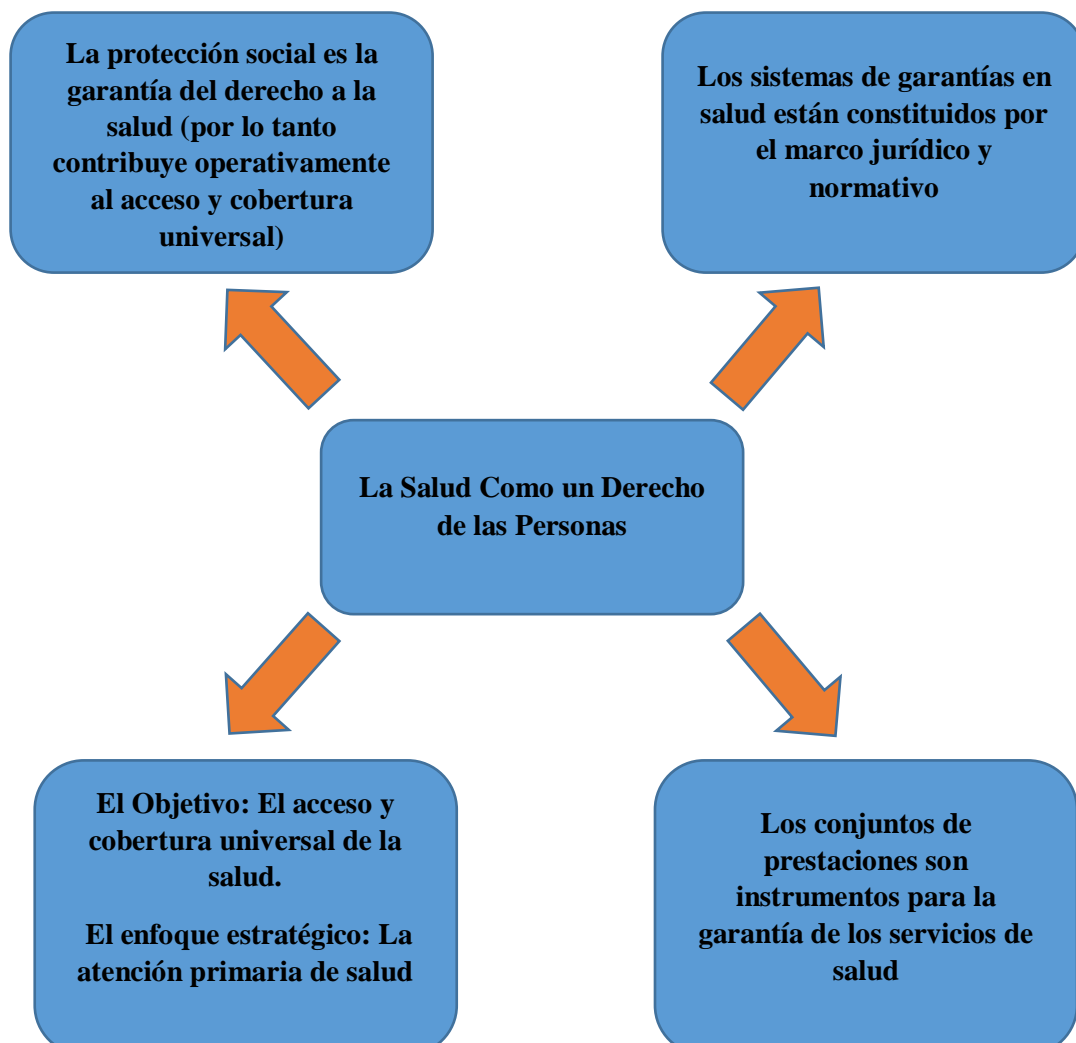 La protección social es la
garantía del derecho a la
salud (por lo tanto
contribuye operativamente
al acceso y cobertura
universal)
Los sistemas de garantías en
salud están constituidos por
el marco jurídico y
normativo
La Salud Como un Derecho
de las Personas
El Objetivo: El acceso y
cobertura universal de la
salud.
El enfoque estratégico: La
atención primaria de salud
Los conjuntos de
prestaciones son
instrumentos para la
garantía de los servicios de
salud